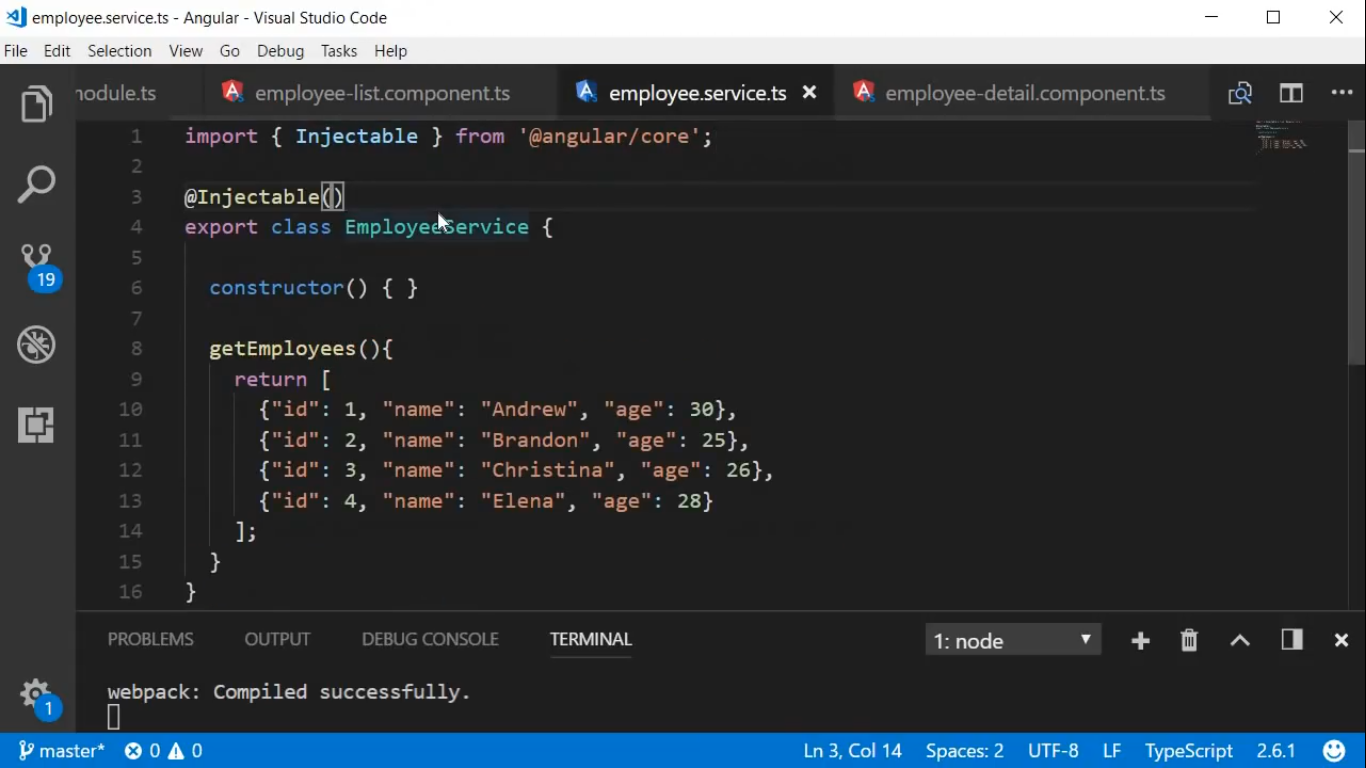 employee.service.ts - Angular - Visual Studio Code
File Edit Selection View Go Debug Tasks Help
nodule.ts employee-list.component.ts employee.service.ts employee-detail.component.ts
1 import { Injectable } from '@angular/core';
2
3 @Injectable()
4 export class EmployeeService {
5
6 constructor() { }
7
8 getEmployees(){
9 return [
10 {"id": 1, "name": "Andrew", "age": 30},
11 {"id": 2, "name": "Brandon", "age": 25},
12 {"id": 3, "name": "Christina", "age": 26},
13 {"id": 4, "name": "Elena", "age": 28}
14 ];
15 }
16 }
19
1
PROBLEMS OUTPUT DEBUG CONSOLE TERMINAL 1: node
webpack: Compiled successfully.
master* 0 0 Ln 3, Col 14 Spaces: 2 UTF-8 LF TypeScript 2.6.1